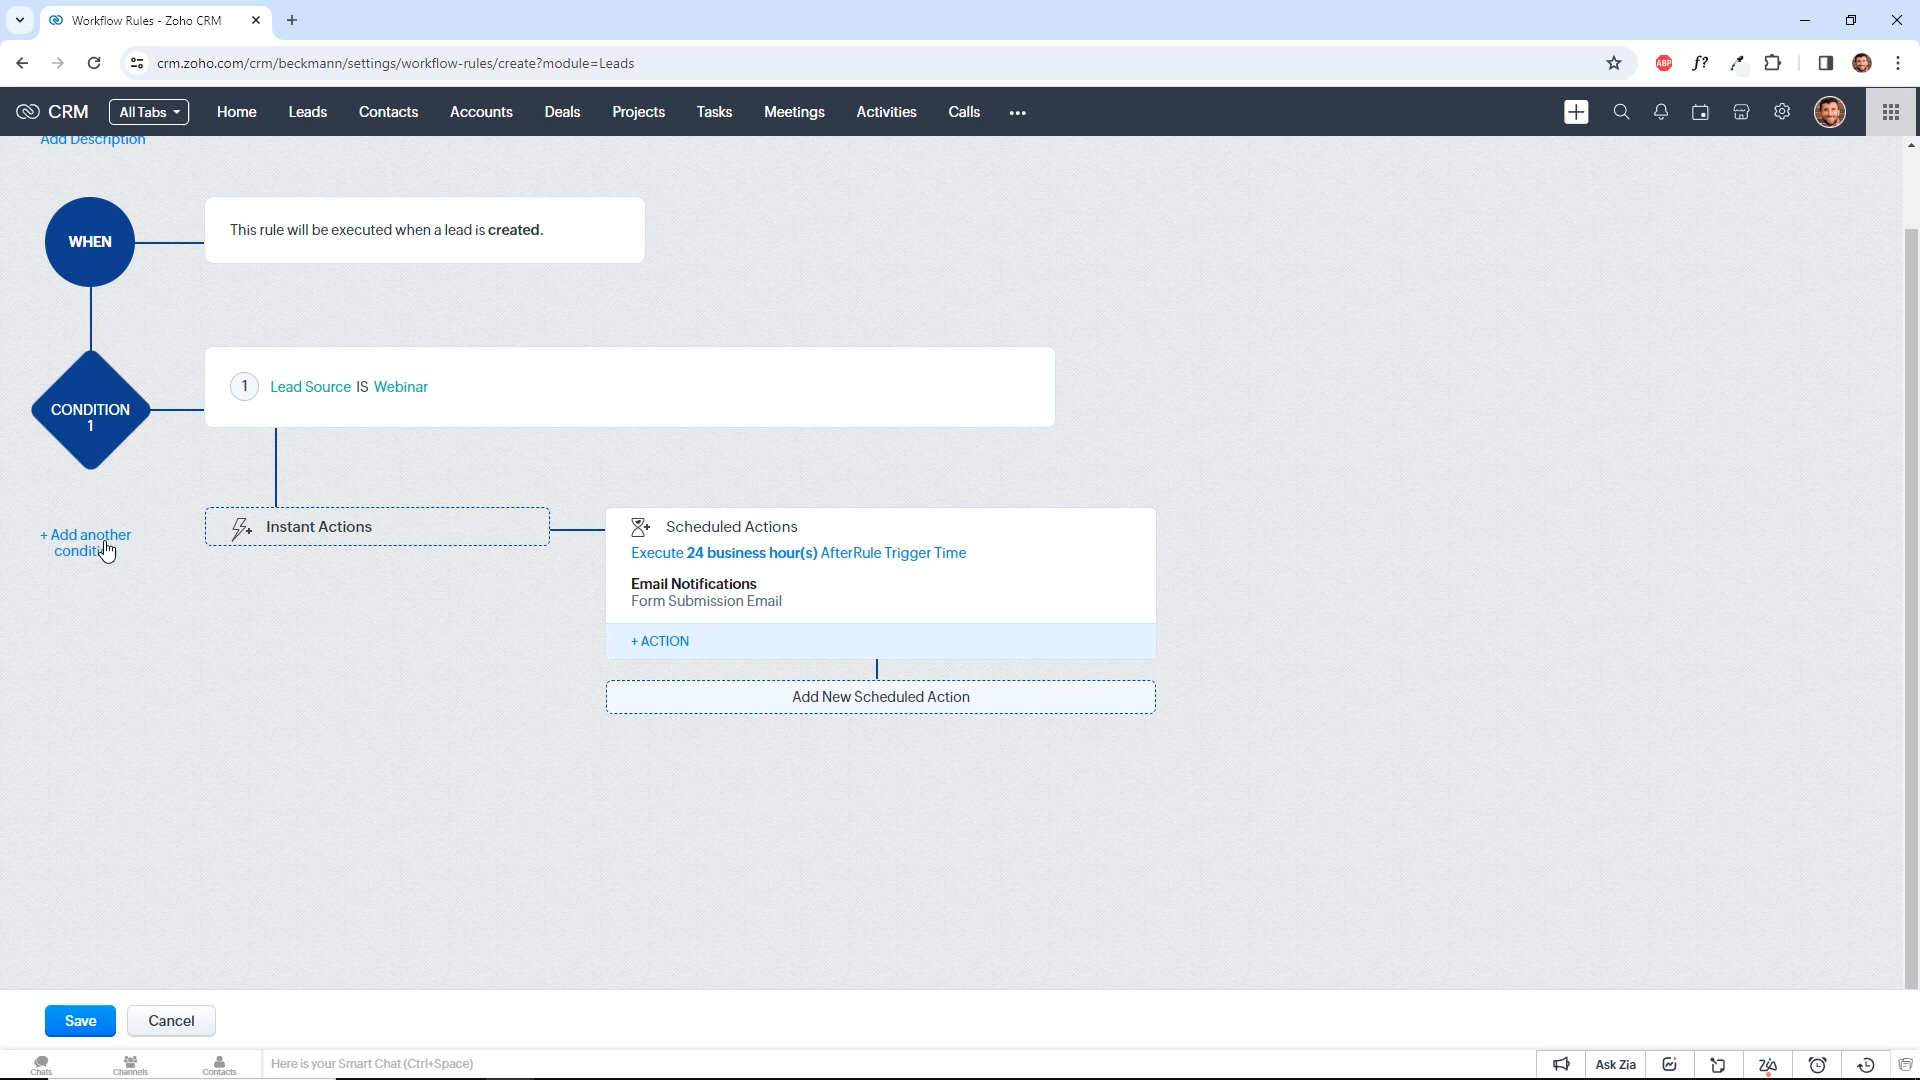 Workflow Rules - Zoho CRM
crm.zoho.com/crm/beckmann/settings/workflow-rules/create?module=Leads
ABP
f?
CRM
All Tabs
Home
Leads
Contacts
Accounts
Deals
Projects
Tasks
Meetings
Activities
Calls
Add Description
WHEN
This rule will be executed when a lead is created.
CONDITION
1
1
Lead Source IS Webinar
+ Add another
Instant Actions
Scheduled Actions
Execute 24 business hour(s) AfterRule Trigger Time
Email Notifications
Form Submission Email
+ ACTION
Add New Scheduled Action
Save
Cancel
Chats
Channels
Contacts
Here is your Smart Chat (Ctrl+Space)
Ask Zia